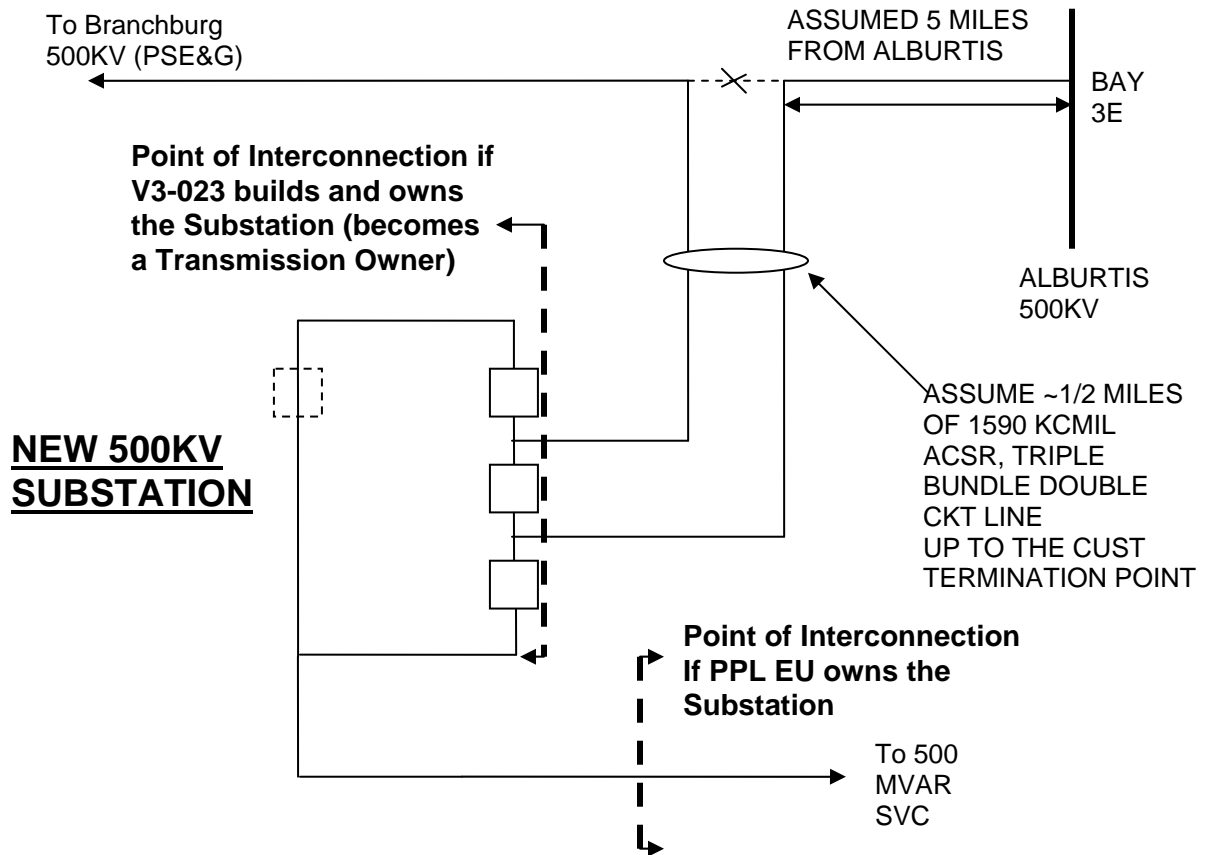 To Branchburg
500KV (PSE&G)
ASSUMED 5 MILES
FROM ALBURTIS
BAY
3E
Point of Interconnection if
V3-023 builds and owns
the Substation (becomes
a Transmission Owner)
ALBURTIS
500KV
ASSUME ~1/2 MILES
OF 1590 KCMIL
ACSR, TRIPLE
BUNDLE DOUBLE
CKT LINE
UP TO THE CUST
TERMINATION POINT
NEW 500KV
SUBSTATION
Point of Interconnection
If PPL EU owns the
Substation
To 500
MVAR
SVC